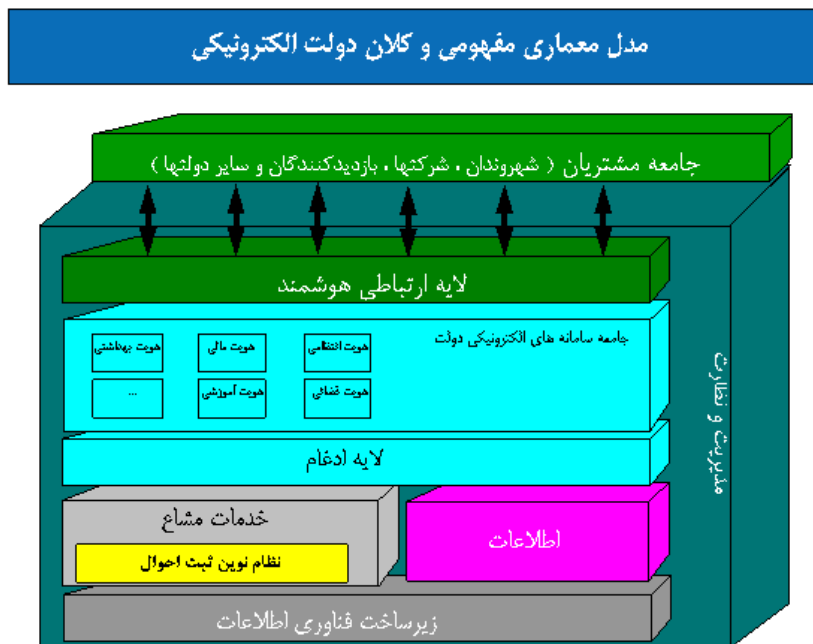 مدل معماری مفهومی و کلان دولت الکترونیکی
جامعه مشتریان ( شهروندان ، شرکتها ، بازدیدکنندگان و سایر دولتها )
لایه ارتباطی هوشمند
جامعه سامانه های الکترونیکی دولت
هویت انتظامی
هویت مالی
هویت بهداشتی
هویت قضائی
هویت آموزشی
...
لایه ادغام
خدمات مشاع
نظام نوین ثبت احوال
اطلاعات
زیرساخت فناوری اطلاعات
مدیریت و نظارت